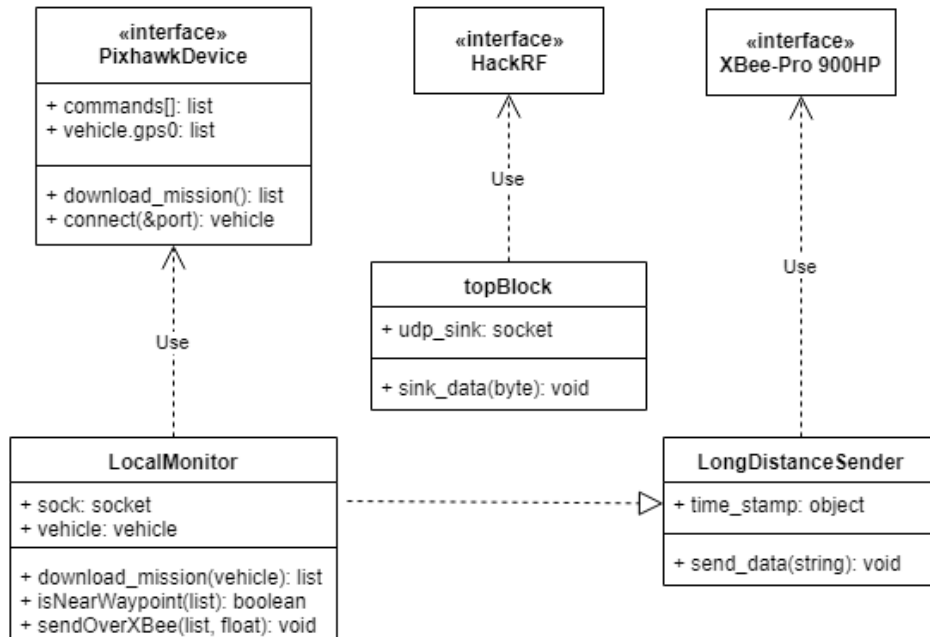 «interface»
PixhawkDevice
+ commands[]: list
+ vehicle.gps0: list
+ download_mission(): list
+ connect(&port): vehicle
«interface»
HackRF
«interface»
XBee-Pro 900HP
Use
Use
Use
topBlock
+ udp_sink: socket
+ sink_data(byte): void
LocalMonitor
+ sock: socket
+ vehicle: vehicle
+ download_mission(vehicle): list
+ isNearWaypoint(list): boolean
+ sendOverXBee(list, float): void
LongDistanceSender
+ time_stamp: object
+ send_data(string): void